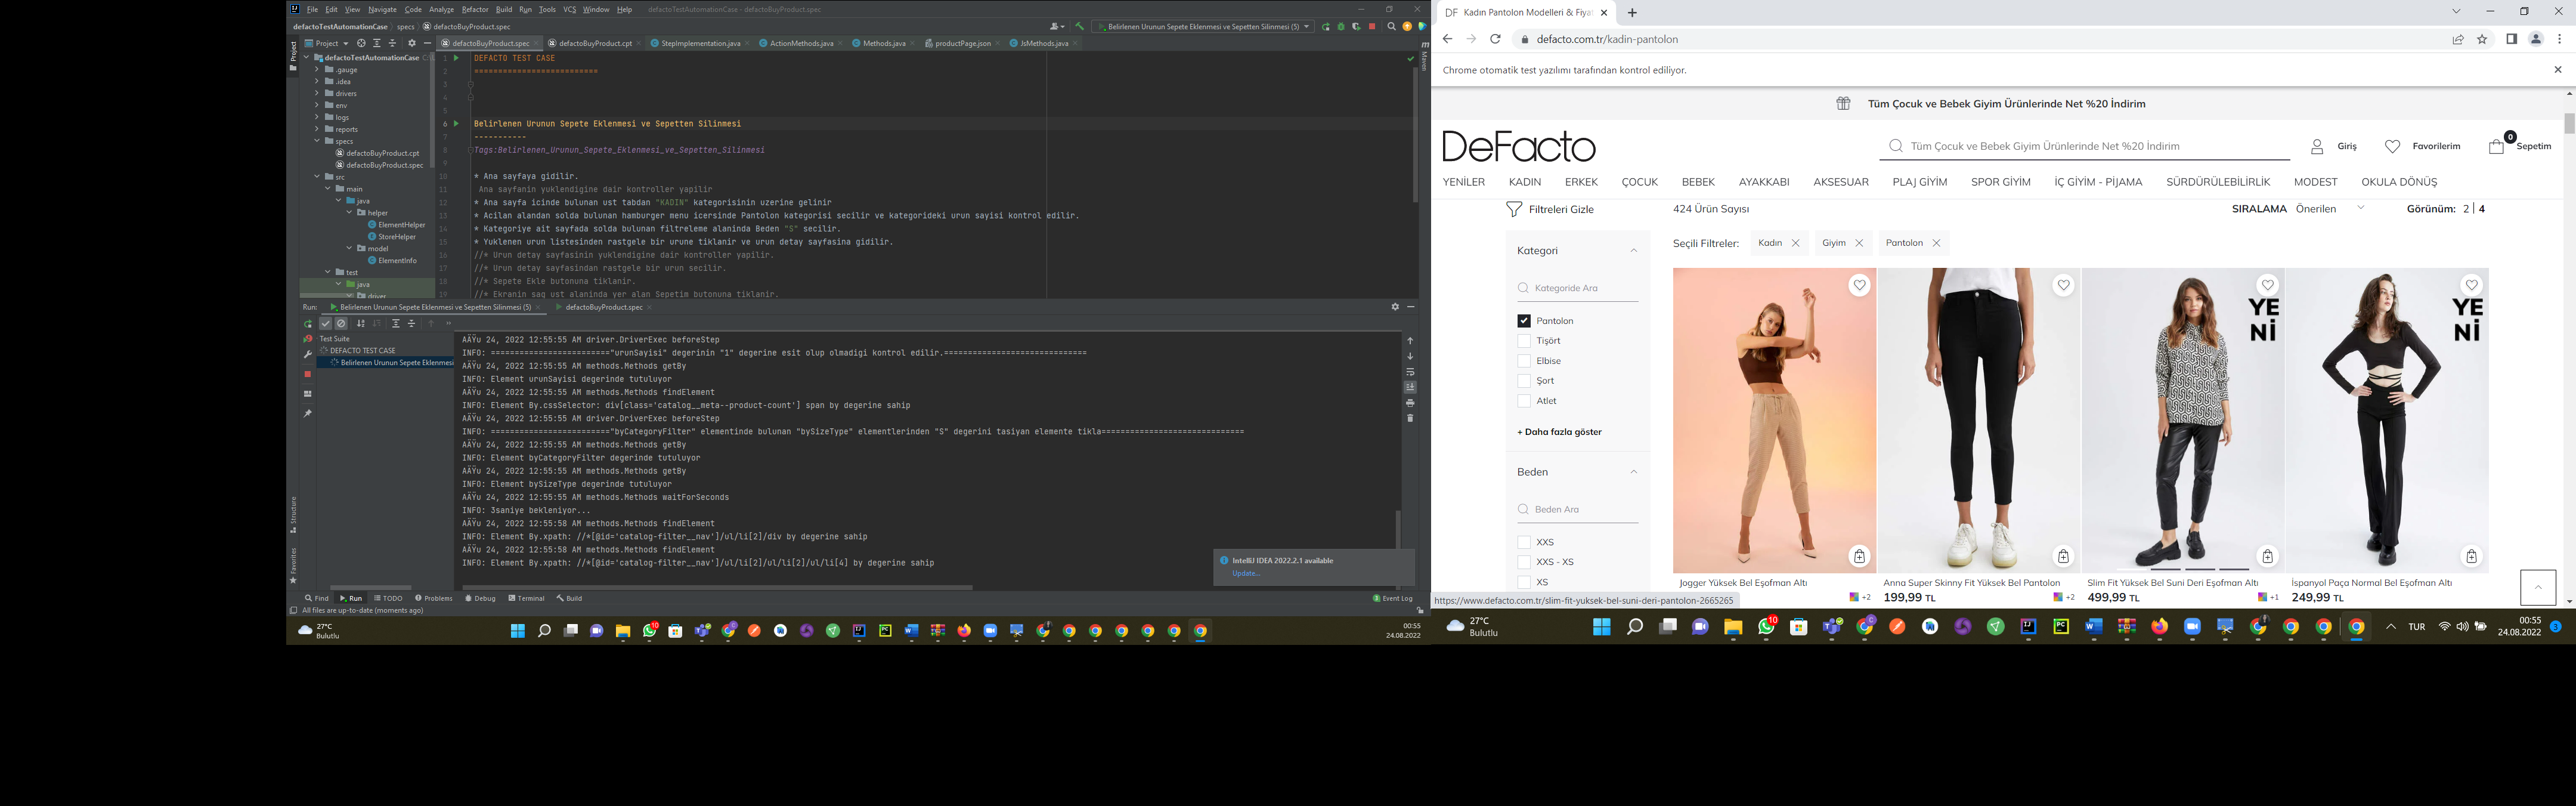 File Edit View Navigate Code Analyze Refactor Build Run Tools VCS Window Help defactoTestAutomationCase - defactoBuyProduct.spec
defactoTestAutomationCase specs defactoBuyProduct.spec
Belirlenen Urunun Sepete Eklenmesi ve Sepetten Silinmesi (5)
Project
defactoBuyProduct.spec defactoBuyProduct.cpt StepImplementation.java ActionMethods.java Methods.java productPage.json JsMethods.java
Project
Maven
defactoTestAutomationCase
.gauge
.idea
drivers
env
logs
reports
specs
defactoBuyProduct.cpt
defactoBuyProduct.spec
src
main
java
helper
ElementHelper
StoreHelper
model
ElementInfo
test
java
driver
1 DEFACTO TEST CASE
2 ==========================
3
4
5
6 Belirlenen Urunun Sepete Eklenmesi ve Sepetten Silinmesi
7 -----------
8 Tags:Belirlenen_Urunun_Sepete_Eklenmesi_ve_Sepetten_Silinmesi
9
10 * Ana sayfaya gidilir.
11 Ana sayfanin yuklendigine dair kontroller yapilir
12 * Ana sayfa icinde bulunan ust tabdan "KADIN" kategorisinin uzerine gelinir
13 * Acilan alandan solda bulunan hamburger menu icersinde Pantolon kategorisi secilir ve kategorideki urun sayisi kontrol edilir.
14 * Kategoriye ait sayfada solda bulunan filtreleme alaninda Beden "S" secilir.
15 * Yuklenen urun listesinden rastgele bir urune tiklanir ve urun detay sayfasina gidilir.
16 //* Urun detay sayfasinin yuklendigine dair kontroller yapilir.
17 //* Urun detay sayfasindan rastgele bir urun secilir.
18 //* Sepete Ekle butonuna tiklanir.
19 //* Ekranin sag ust alaninda yer alan Sepetim butonuna tiklanir.
Run: Belirlenen Urunun Sepete Eklenmesi ve Sepetten Silinmesi (5) defactoBuyProduct.spec
Test Suite
DEFACTO TEST CASE
Belirlenen Urunun Sepete Eklenmesi
AÄŸu 24, 2022 12:55:55 AM driver.DriverExec beforeStep
INFO: =========================="urunSayisi" degerinin "1" degerine esit olup olmadigi kontrol edilir.==============================
AÄŸu 24, 2022 12:55:55 AM methods.Methods getBy
INFO: Element urunSayisi degerinde tutuluyor
AÄŸu 24, 2022 12:55:55 AM methods.Methods findElement
INFO: Element By.cssSelector: div[class='catalog__meta--product-count'] span by degerine sahip
AÄŸu 24, 2022 12:55:55 AM driver.DriverExec beforeStep
INFO: =========================="byCategoryFilter" elementinde bulunan "bySizeType" elementlerinden "S" degerini tasiyan elemente tikla==============================
AÄŸu 24, 2022 12:55:55 AM methods.Methods getBy
INFO: Element byCategoryFilter degerinde tutuluyor
AÄŸu 24, 2022 12:55:55 AM methods.Methods getBy
INFO: Element bySizeType degerinde tutuluyor
AÄŸu 24, 2022 12:55:55 AM methods.Methods waitForSeconds
INFO: 3saniye bekleniyor...
AÄŸu 24, 2022 12:55:58 AM methods.Methods findElement
INFO: Element By.xpath: //*[@id='catalog-filter__nav']/ul/li[2]/div by degerine sahip
AÄŸu 24, 2022 12:55:58 AM methods.Methods findElement
INFO: Element By.xpath: //*[@id='catalog-filter__nav']/ul/li[2]/ul/li[2]/ul/li[4] by degerine sahip
IntelliJ IDEA 2022.2.1 available
Update...
Structure
Favorites
Find Run TODO Problems Debug Terminal Build Event Log
All files are up-to-date (moments ago)
27°C
Bulutlu
00:55
24.08.2022
DF Kadın Pantolon Modelleri & Fiya
defacto.com.tr/kadin-pantolon
Chrome otomatik test yazılımı tarafından kontrol ediliyor.
Tüm Çocuk ve Bebek Giyim Ürünlerinde Net %20 İndirim
DeFacto
Tüm Çocuk ve Bebek Giyim Ürünlerinde Net %20 İndirim
Giriş Favorilerim 0 Sepetim
YENİLER KADIN ERKEK ÇOCUK BEBEK AYAKKABI AKSESUAR PLAJ GİYİM SPOR GİYİM İÇ GİYİM - PİJAMA SÜRDÜRÜLEBİLİRLİK MODEST OKULA DÖNÜŞ
Filtreleri Gizle 424 Ürün Sayısı SIRALAMA Önerilen Görünüm: 2 | 4
Seçili Filtreler: Kadın Giyim Pantolon
Kategori
Kategoride Ara
Pantolon
Tişört
Elbise
Şort
Atlet
+ Daha fazla göster
Beden
Beden Ara
XXS
XXS - XS
XS
YE
Nİ
YE
Nİ
Jogger Yüksek Bel Eşofman Altı
+2
Anna Super Skinny Fit Yüksek Bel Pantolon
199,99 TL +2
Slim Fit Yüksek Bel Suni Deri Eşofman Altı
499,99 TL +1
İspanyol Paça Normal Bel Eşofman Altı
249,99 TL
https://www.defacto.com.tr/slim-fit-yuksek-bel-suni-deri-pantolon-2665265
27°C
Bulutlu
TUR
00:55
24.08.2022
3